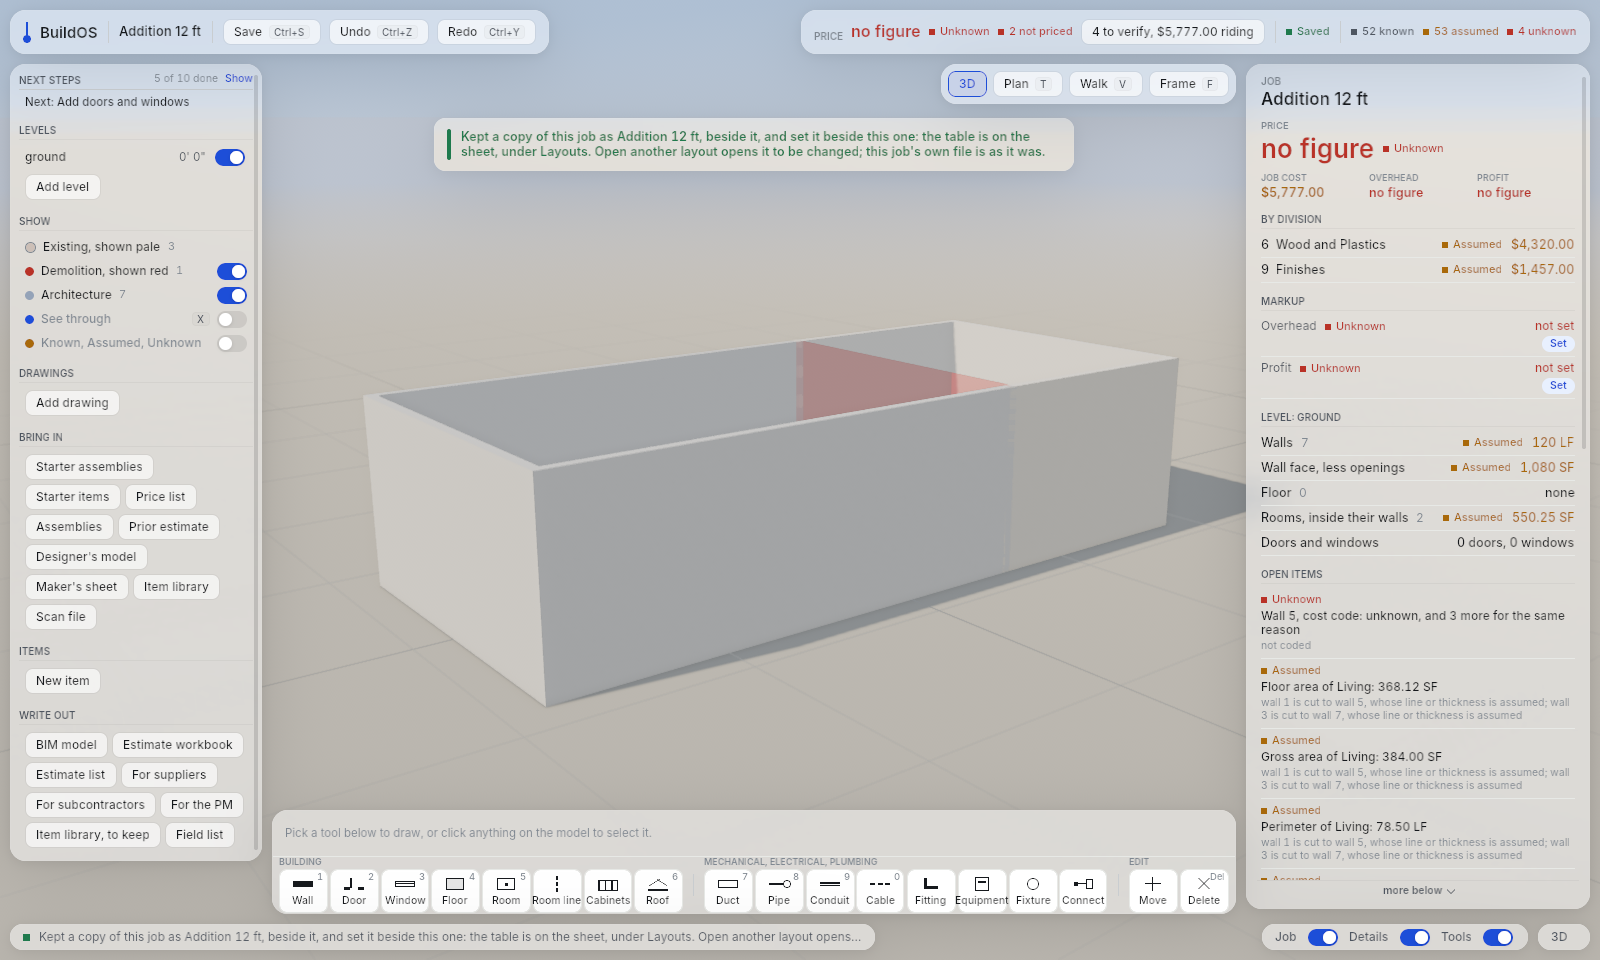 BuildOS
Addition 12 ft
Save Ctrl+S
Undo Ctrl+Z
Redo Ctrl+Y
PRICE no figure Unknown 2 not priced
4 to verify, $5,777.00 riding
Saved
52 known 53 assumed 4 unknown
NEXT STEPS 5 of 10 done Show
Next: Add doors and windows
LEVELS
ground 0' 0"
Add level
SHOW
Existing, shown pale 3
Demolition, shown red 1
Architecture 7
See through X
Known, Assumed, Unknown
DRAWINGS
Add drawing
BRING IN
Starter assemblies
Starter items Price list
Assemblies Prior estimate
Designer's model
Maker's sheet Item library
Scan file
ITEMS
New item
WRITE OUT
BIM model Estimate workbook
Estimate list For suppliers
For subcontractors For the PM
Item library, to keep Field list
3D Plan T Walk V Frame F
Kept a copy of this job as Addition 12 ft, beside it, and set it beside this one: the table is on the
sheet, under Layouts. Open another layout opens it to be changed; this job's own file is as it was.
Pick a tool below to draw, or click anything on the model to select it.
BUILDING
Wall 1
Door 2
Window 3
Floor 4
Room 5
Room line
Cabinets
Roof 6
MECHANICAL, ELECTRICAL, PLUMBING
Duct 7
Pipe 8
Conduit 9
Cable 0
Fitting
Equipment
Fixture
Connect
EDIT
Move
Delete Del
JOB
Addition 12 ft
PRICE
no figure Unknown
JOB COST OVERHEAD PROFIT
$5,777.00 no figure no figure
BY DIVISION
6 Wood and Plastics Assumed $4,320.00
9 Finishes Assumed $1,457.00
MARKUP
Overhead Unknown not set
Set
Profit Unknown not set
Set
LEVEL: GROUND
Walls 7 Assumed 120 LF
Wall face, less openings Assumed 1,080 SF
Floor 0 none
Rooms, inside their walls 2 Assumed 550.25 SF
Doors and windows 0 doors, 0 windows
OPEN ITEMS
Unknown
Wall 5, cost code: unknown, and 3 more for the same
reason
not coded
Assumed
Floor area of Living: 368.12 SF
wall 1 is cut to wall 5, whose line or thickness is assumed; wall
3 is cut to wall 7, whose line or thickness is assumed
Assumed
Gross area of Living: 384.00 SF
wall 1 is cut to wall 5, whose line or thickness is assumed; wall
3 is cut to wall 7, whose line or thickness is assumed
Assumed
Perimeter of Living: 78.50 LF
wall 1 is cut to wall 5, whose line or thickness is assumed; wall
3 is cut to wall 7, whose line or thickness is assumed
more below
Kept a copy of this job as Addition 12 ft, beside it, and set it beside this one: the table is on the sheet, under Layouts. Open another layout opens...
Job Details Tools 3D